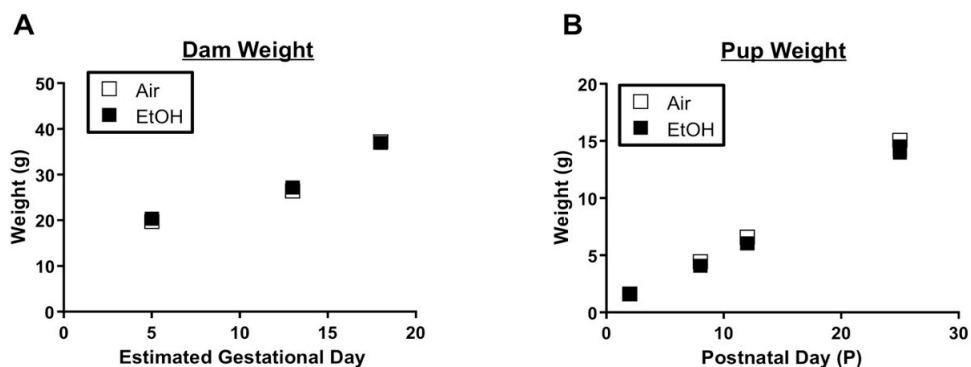 A
Dam Weight
50
40
30
20
10
0
Weight (g)
Air
EtOH
0 5 10 15 20
Estimated Gestational Day
B
Pup Weight
20
15
10
5
0
Weight (g)
Air
EtOH
0 10 20 30
Postnatal Day (P)